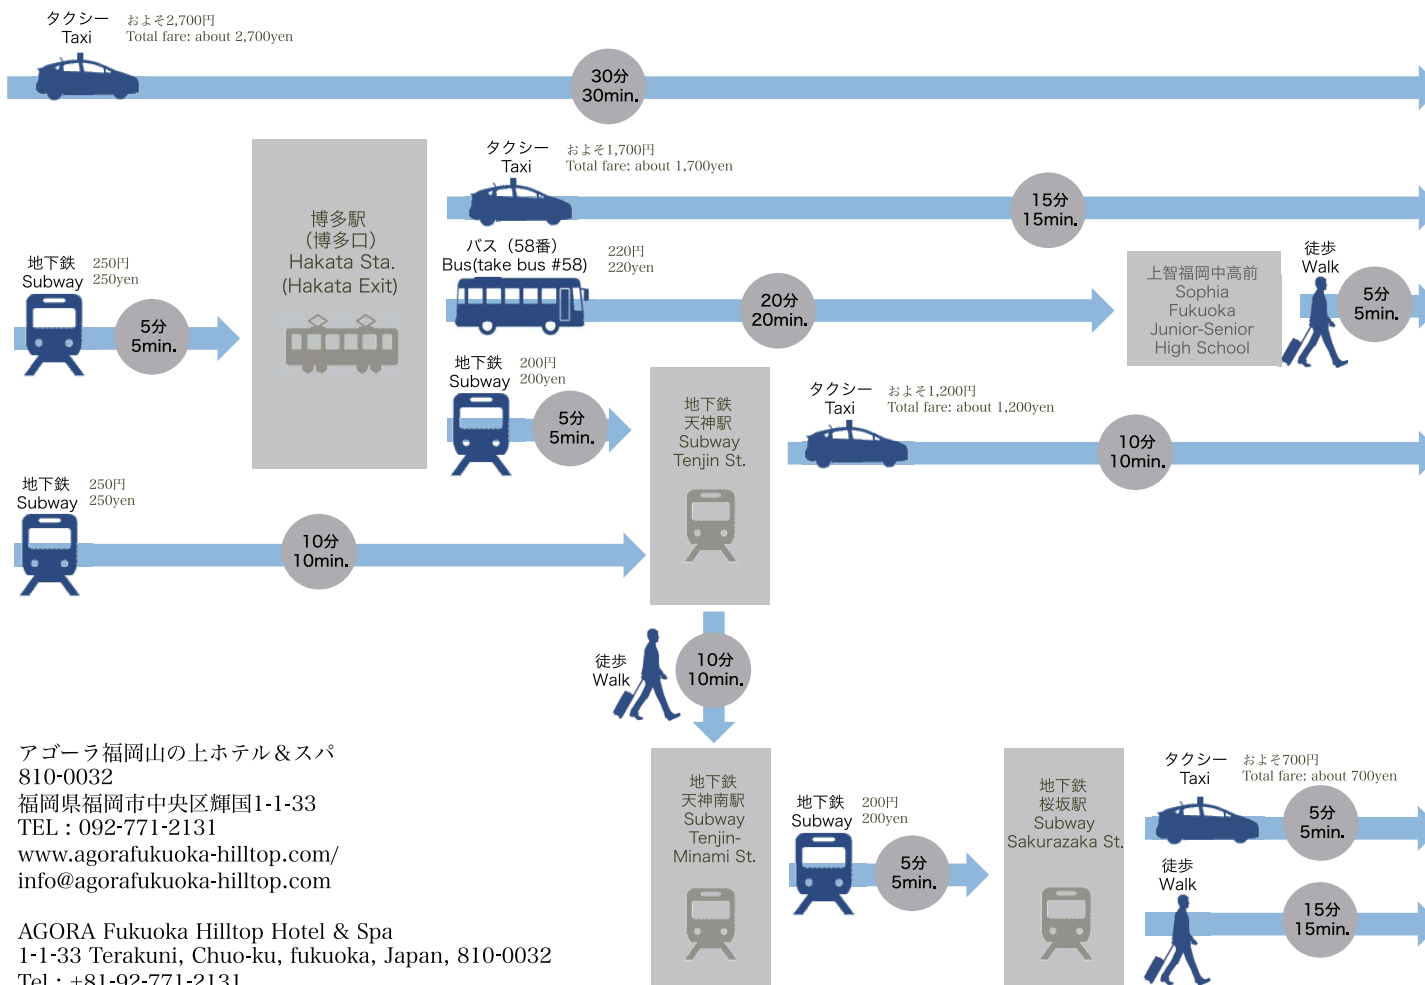 タクシー
Taxi
およそ2,700円
Total fare: about 2,700yen
30分
30min.
タクシー
Taxi
およそ1,700円
Total fare: about 1,700yen
15分
15min.
博多駅
（博多口）
Hakata Sta.
(Hakata Exit)
地下鉄
Subway
250円
250yen
5分
5min.
バス（58番）
Bus(take bus #58)
220円
220yen
20分
20min.
上智福岡中高前
Sophia
Fukuoka
Junior-Senior
High School
徒歩
Walk
5分
5min.
地下鉄
Subway
200円
200yen
5分
5min.
地下鉄
天神駅
Subway
Tenjin St.
タクシー
Taxi
およそ1,200円
Total fare: about 1,200yen
10分
10min.
地下鉄
Subway
250円
250yen
10分
10min.
徒歩
Walk
10分
10min.
地下鉄
天神南駅
Subway
Tenjin-
Minami St.
地下鉄
Subway
200円
200yen
5分
5min.
地下鉄
桜坂駅
Subway
Sakurazaka St.
タクシー
Taxi
およそ700円
Total fare: about 700yen
5分
5min.
徒歩
Walk
15分
15min.
アゴーラ福岡山の上ホテル＆スパ
810-0032
福岡県福岡市中央区輝国1-1-33
TEL : 092-771-2131
www.agorafukuoka-hilltop.com/
info@agorafukuoka-hilltop.com
AGORA Fukuoka Hilltop Hotel & Spa
1-1-33 Terakuni, Chuo-ku, fukuoka, Japan, 810-0032
Tel : +81-92-771-2131